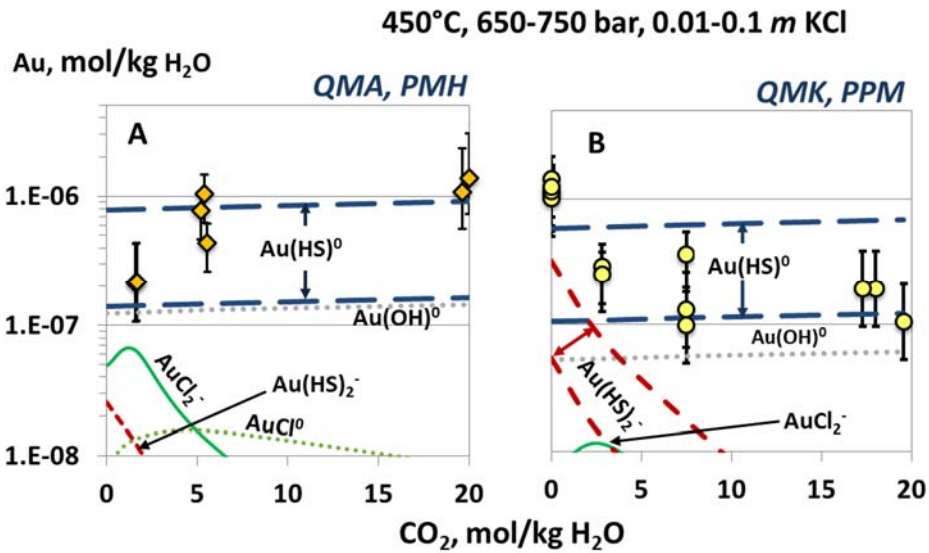 450°C, 650-750 bar, 0.01-0.1 m KCl
Au, mol/kg H₂O
QMA, PMH
QMK, PPM
A
B
1.E-06
1.E-07
1.E-08
Au(HS)⁰
Au(OH)⁰
AuCl₂⁻
Au(HS)₂⁻
AuCl⁰
Au(HS)⁰
Au(OH)⁰
Au(HS)₂⁻
AuCl₂⁻
0 5 10 15 20
0 5 10 15 20
CO₂, mol/kg H₂O